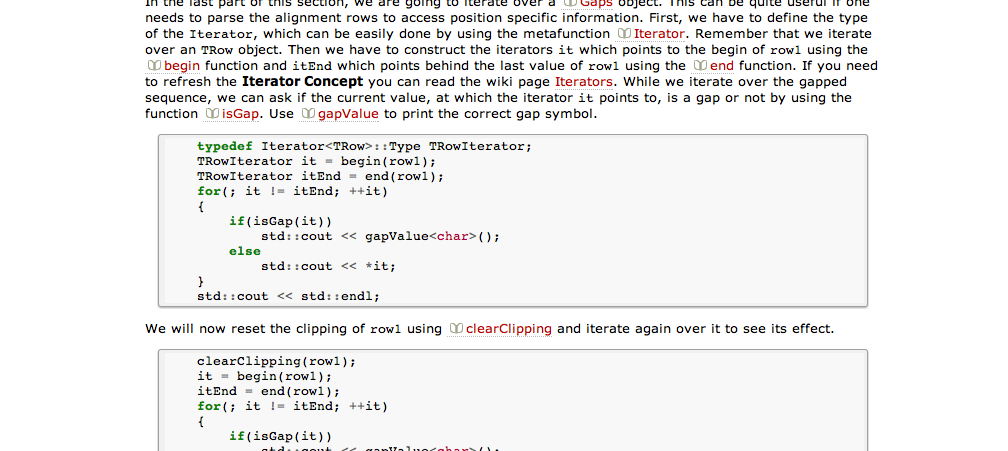 In the last part of this section, we are going to iterate over a Gaps object. This can be quite useful if one
needs to parse the alignment rows to access position specific information. First, we have to define the type
of the Iterator, which can be easily done by using the metafunction Iterator. Remember that we iterate
over an TRow object. Then we have to construct the iterators it which points to the begin of row1 using the
begin function and itEnd which points behind the last value of row1 using the end function. If you need
to refresh the Iterator Concept you can read the wiki page Iterators. While we iterate over the gapped
sequence, we can ask if the current value, at which the iterator it points to, is a gap or not by using the
function isGap. Use gapValue to print the correct gap symbol.
typedef Iterator<TRow>::Type TRowIterator;
TRowIterator it = begin(row1);
TRowIterator itEnd = end(row1);
for(; it != itEnd; ++it)
{
if(isGap(it))
std::cout << gapValue<char>();
else
std::cout << *it;
}
std::cout << std::endl;
We will now reset the clipping of row1 using clearClipping and iterate again over it to see its effect.
clearClipping(row1);
it = begin(row1);
itEnd = end(row1);
for(; it != itEnd; ++it)
{
if(isGap(it))
std::cout << gapValue<char>();